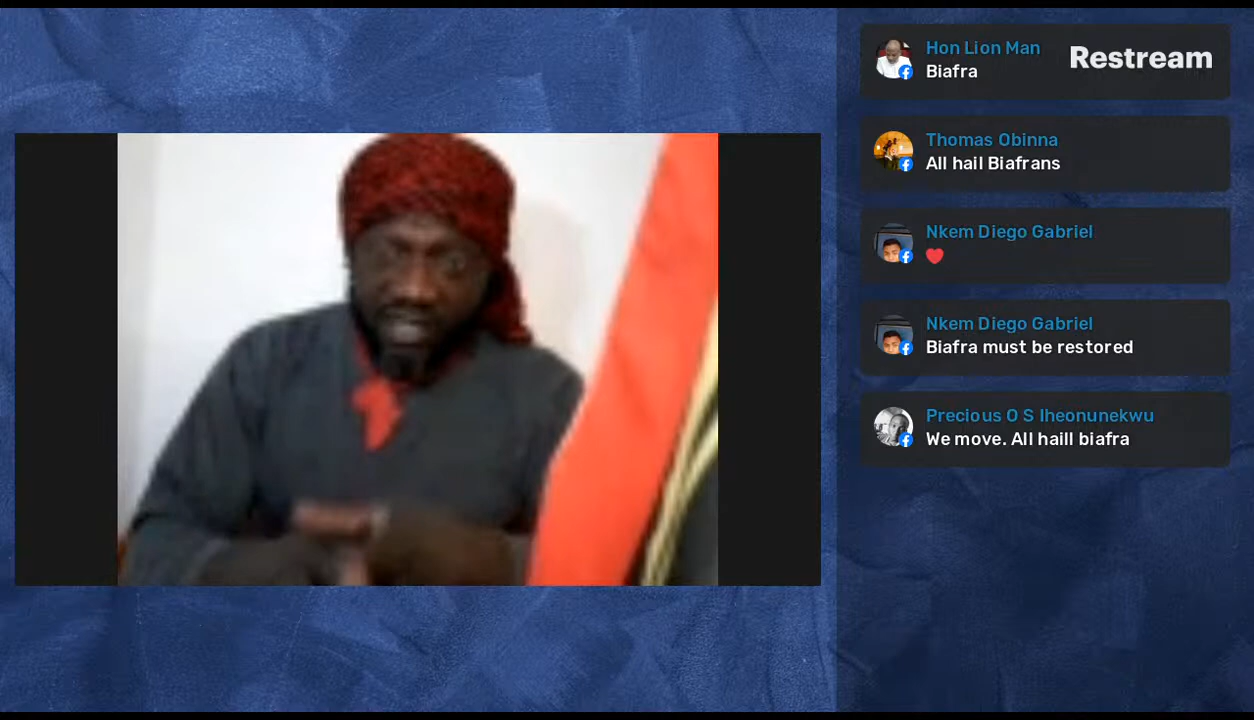 Hon Lion Man
Restream
Biafra
Thomas Obinna
All hail Biafrans
Nkem Diego Gabriel
❤️
Nkem Diego Gabriel
Biafra must be restored
Precious O S Iheonunekwu
We move. All haill biafra